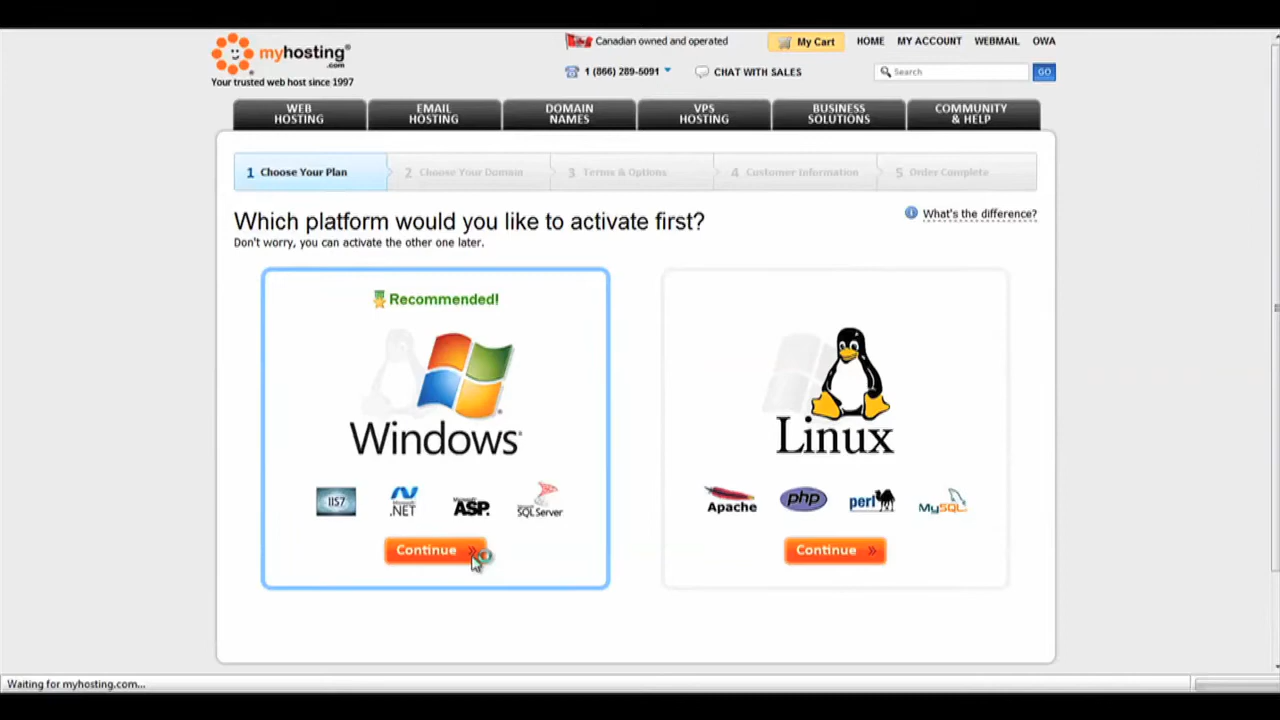 myhosting®
.com
Your trusted web host since 1997
Canadian owned and operated
My Cart
HOME
MY ACCOUNT
WEBMAIL
OWA
1 (866) 289-5091
CHAT WITH SALES
Search
GO
WEB
HOSTING
EMAIL
HOSTING
DOMAIN
NAMES
VPS
HOSTING
BUSINESS
SOLUTIONS
COMMUNITY
& HELP
1 Choose Your Plan
2 Choose Your Domain
3 Terms & Options
4 Customer Information
5 Order Complete
Which platform would you like to activate first?
What's the difference?
Don't worry, you can activate the other one later.
Recommended!
Windows®
IIS7
Microsoft
.NET
Microsoft
ASP.
SQL Server
Continue »
Linux
Apache
php
perl
MySQL
Continue »
Waiting for myhosting.com...